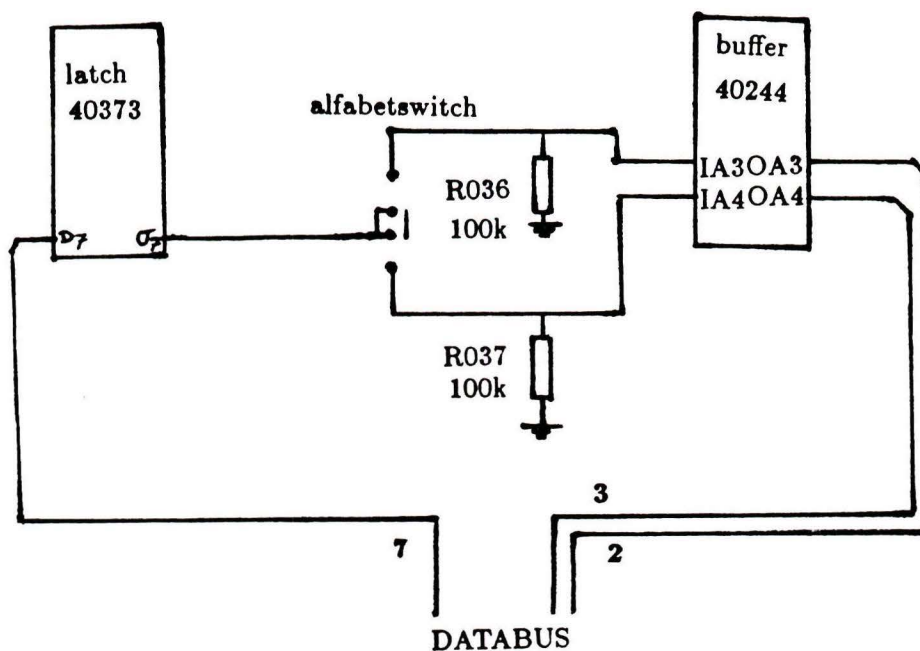 latch
40373
D7 O7
alfabetswitch
buffer
40244
IA3OA3
IA4OA4
R036
100k
R037
100k
3
7
2
DATABUS